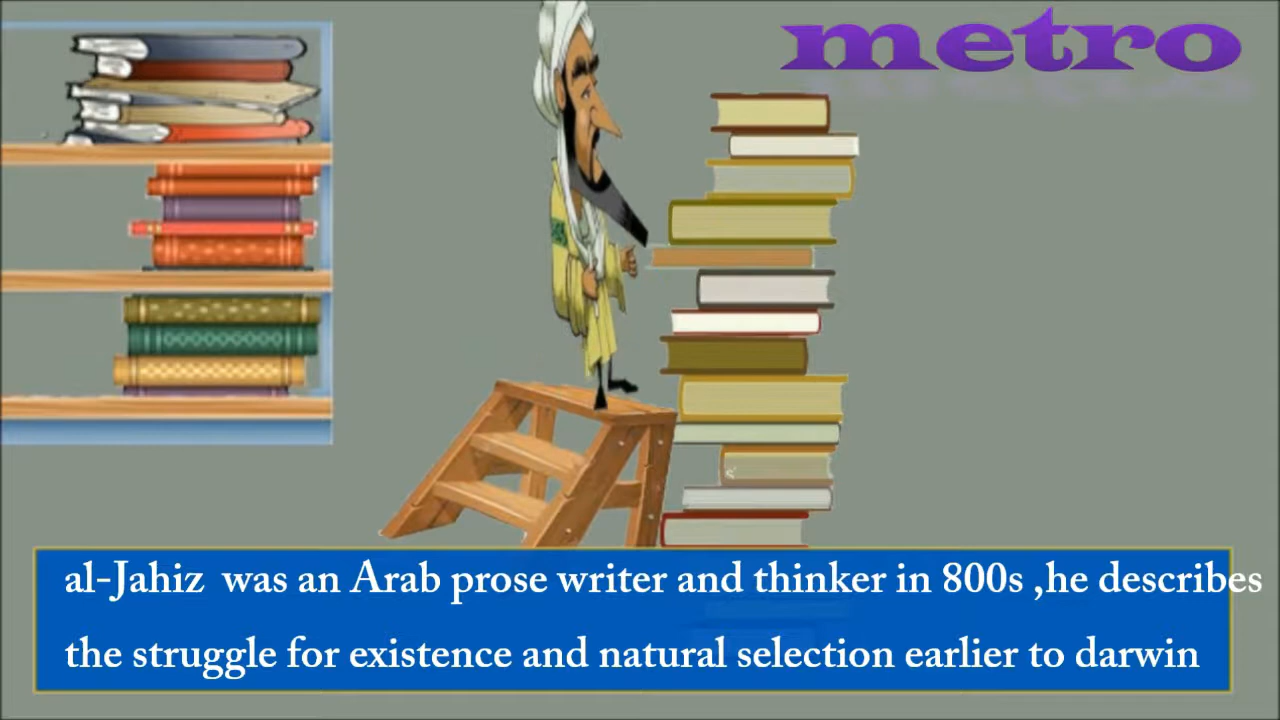 metro
al-Jahiz was an Arab prose writer and thinker in 800s ,he describes
the struggle for existence and natural selection earlier to darwin